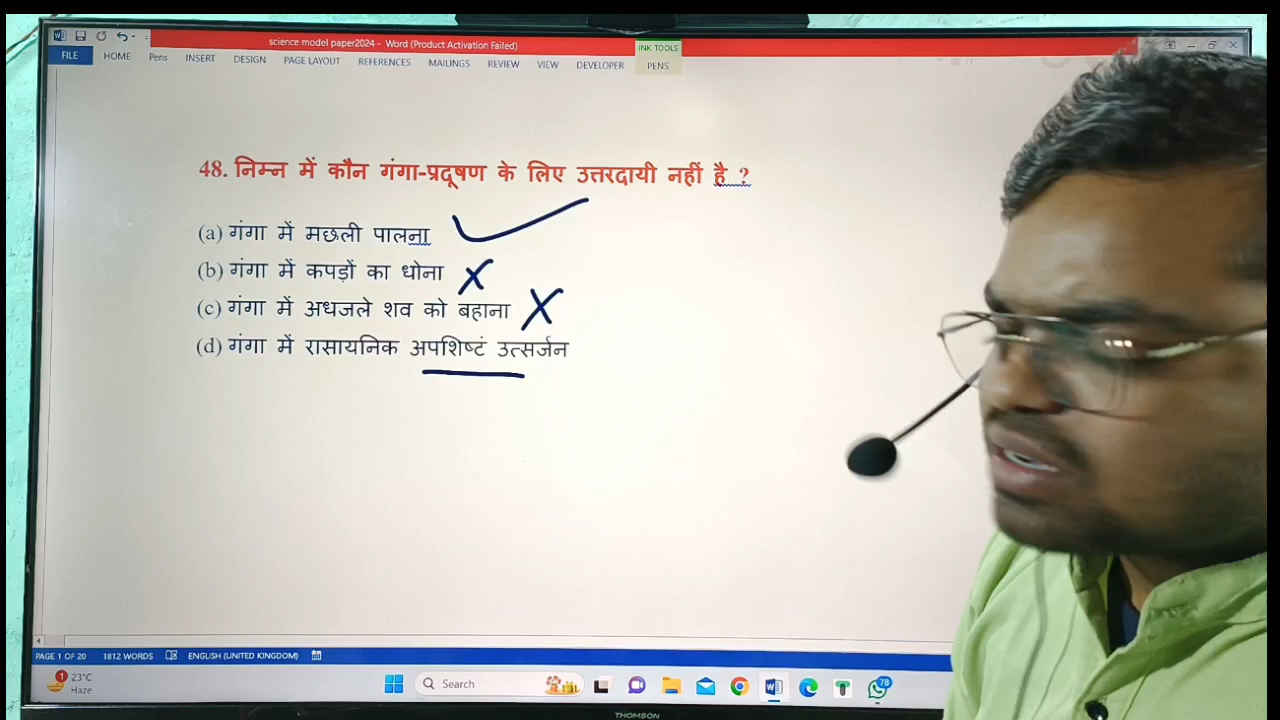 science model paper2024 - Word (Product Activation Failed)
INK TOOLS
FILE HOME Pens INSERT DESIGN PAGE LAYOUT REFERENCES MAILINGS REVIEW VIEW DEVELOPER PENS
48. निम्न में कौन गंगा-प्रदूषण के लिए उत्तरदायी नहीं है ?
(a) गंगा में मछली पालना
(b) गंगा में कपड़ों का धोना
(c) गंगा में अधजले शव को बहाना
(d) गंगा में रासायनिक अपशिष्टं उत्सर्जन
PAGE 1 OF 20 1812 WORDS ENGLISH (UNITED KINGDOM)
1 23°C
Haze
Search
78
THOMSON